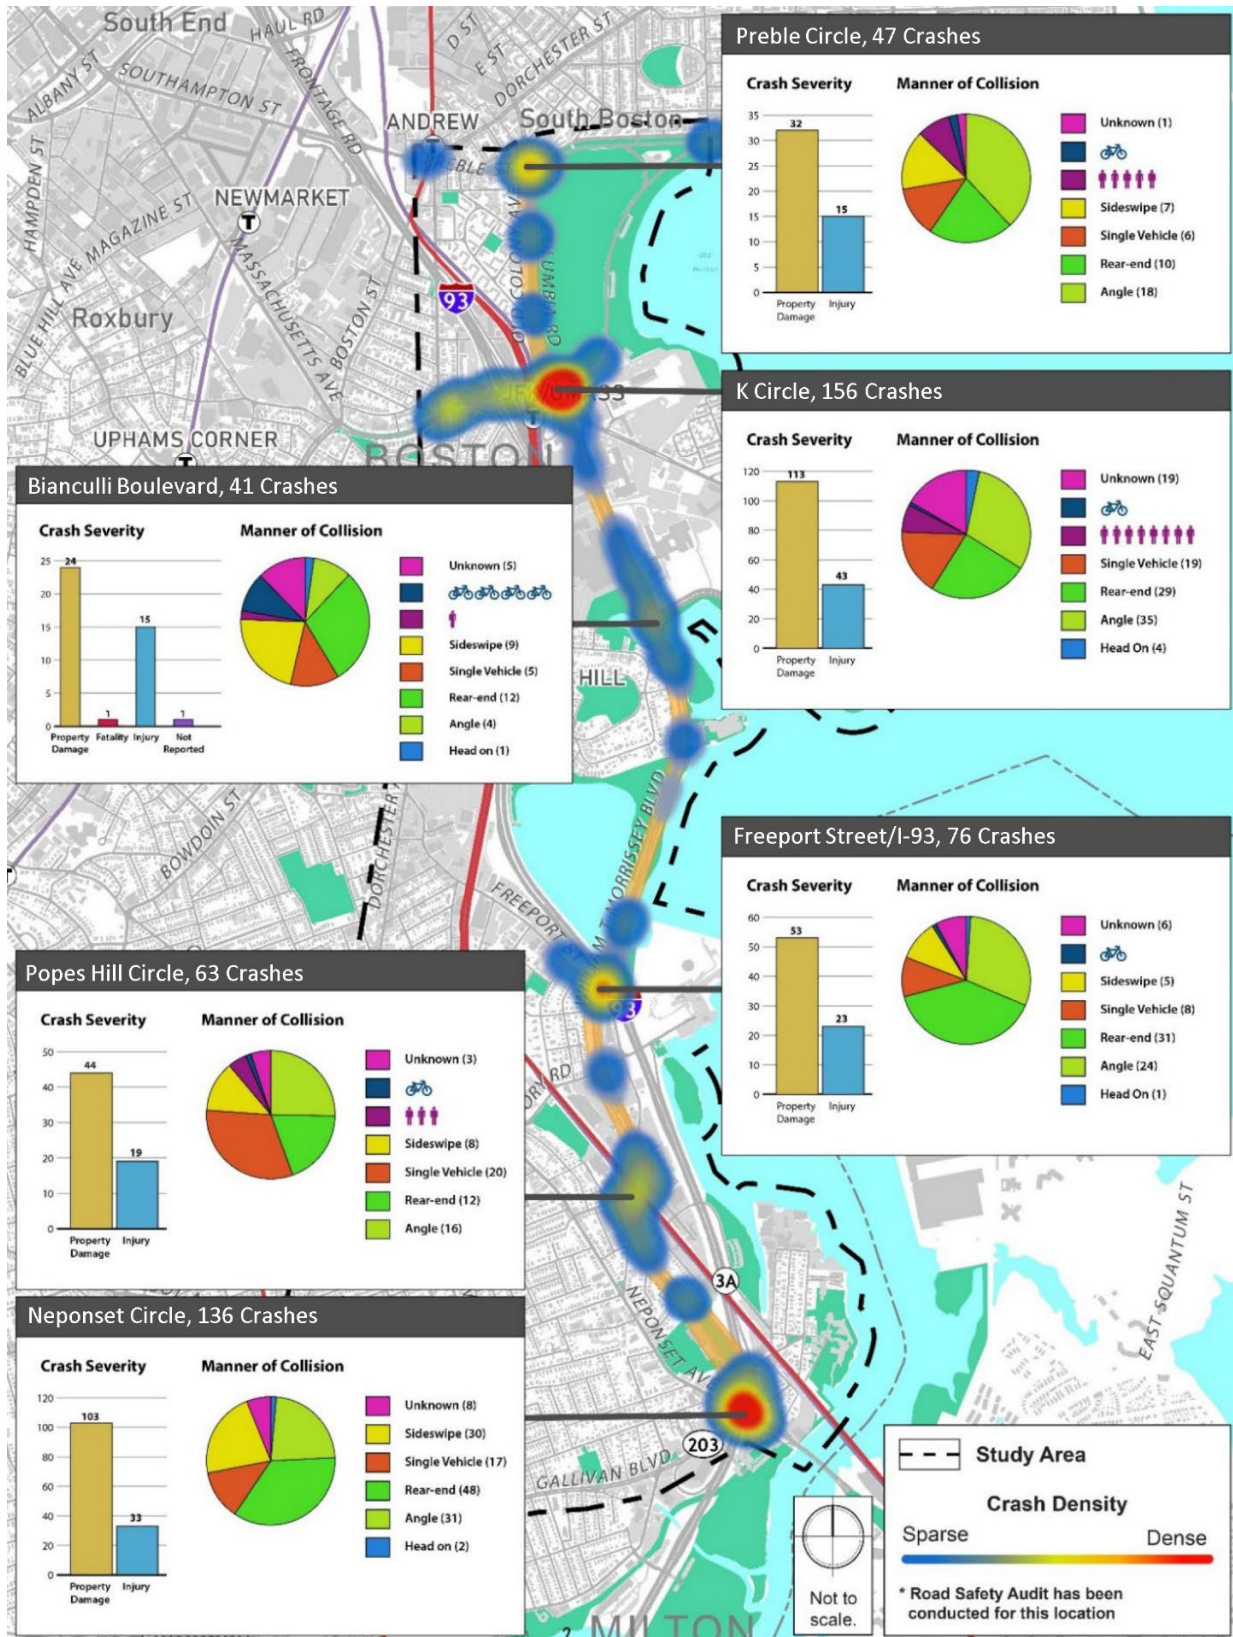 South End
HAUL RD
D ST
E ST
DORCHESTER ST
ALBANY ST
SOUTHAMPTON ST
FRONTAGE RD
ANDREW
South Boston
HAMPDEN ST
NEWMARKET
T
MAGAZINE ST
BLUE HILL AVE
MASSACHUSETTS AVE
BOSTON ST
Roxbury
93
UPHAMS CORNER
T
T
BOSTON
Preble Circle, 47 Crashes
Crash Severity
Manner of Collision
35
30
25
20
15
10
5
0
32
15
Property
Damage
Injury
Unknown (1)
Sideswipe (7)
Single Vehicle (6)
Rear-end (10)
Angle (18)
K Circle, 156 Crashes
Crash Severity
Manner of Collision
120
100
80
60
40
20
0
113
43
Property
Damage
Injury
Unknown (19)
Single Vehicle (19)
Rear-end (29)
Angle (35)
Head On (4)
Bianculli Boulevard, 41 Crashes
Crash Severity
Manner of Collision
25
20
15
10
5
0
24
1
15
1
Property
Damage
Fatality
Injury
Not
Reported
Unknown (5)
Sideswipe (9)
Single Vehicle (5)
Rear-end (12)
Angle (4)
Head on (1)
HILL
BOWDOIN ST
DORCHESTER
MORRISSEY BLVD
FREEPORT ST
93
Freeport Street/I-93, 76 Crashes
Crash Severity
Manner of Collision
60
50
40
30
20
10
0
53
23
Property
Damage
Injury
Unknown (6)
Sideswipe (5)
Single Vehicle (8)
Rear-end (31)
Angle (24)
Head On (1)
Popes Hill Circle, 63 Crashes
Crash Severity
Manner of Collision
50
40
30
20
10
0
44
19
Property
Damage
Injury
Unknown (3)
Sideswipe (8)
Single Vehicle (20)
Rear-end (12)
Angle (16)
ORY RD
3A
NEPONSET AVE
EAST SQUANTUM ST
Neponset Circle, 136 Crashes
Crash Severity
Manner of Collision
120
100
80
60
40
20
0
103
33
Property
Damage
Injury
Unknown (8)
Sideswipe (30)
Single Vehicle (17)
Rear-end (48)
Angle (31)
Head on (2)
203
GALLIVAN BLVD
MILTON
2
Not to
scale.
Study Area
Crash Density
Sparse
Dense
* Road Safety Audit has been
conducted for this location